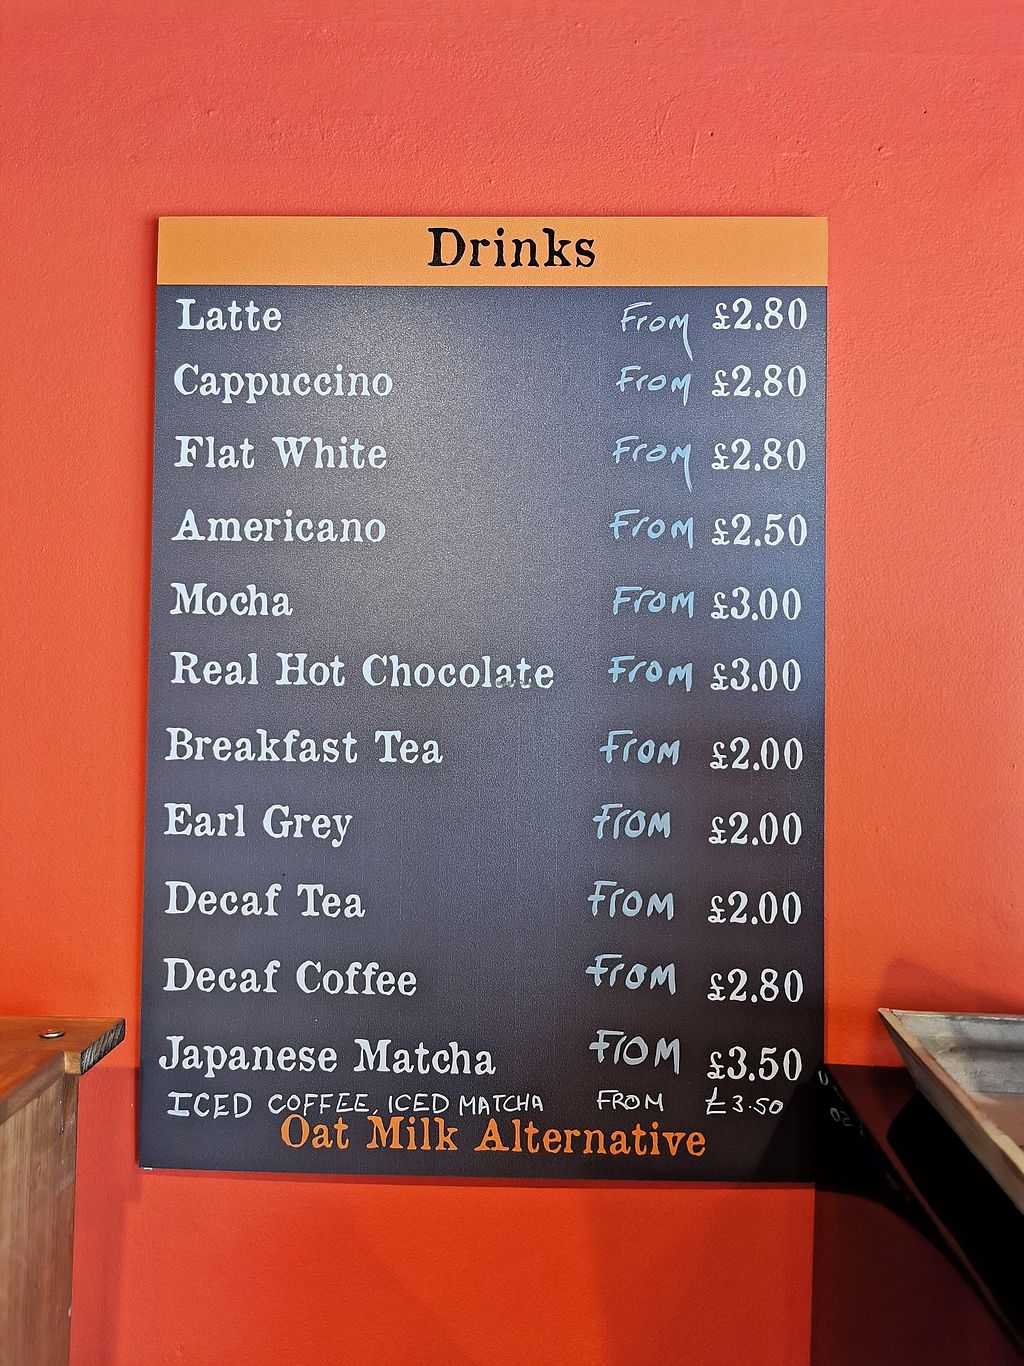 Drinks
Latte From £2.80
Cappuccino From £2.80
Flat White From £2.80
Americano From £2.50
Mocha From £3.00
Real Hot Chocolate From £3.00
Breakfast Tea From £2.00
Earl Grey From £2.00
Decaf Tea From £2.00
Decaf Coffee From £2.80
Japanese Matcha From £3.50
ICED COFFEE, ICED MATCHA FROM £3.50
Oat Milk Alternative